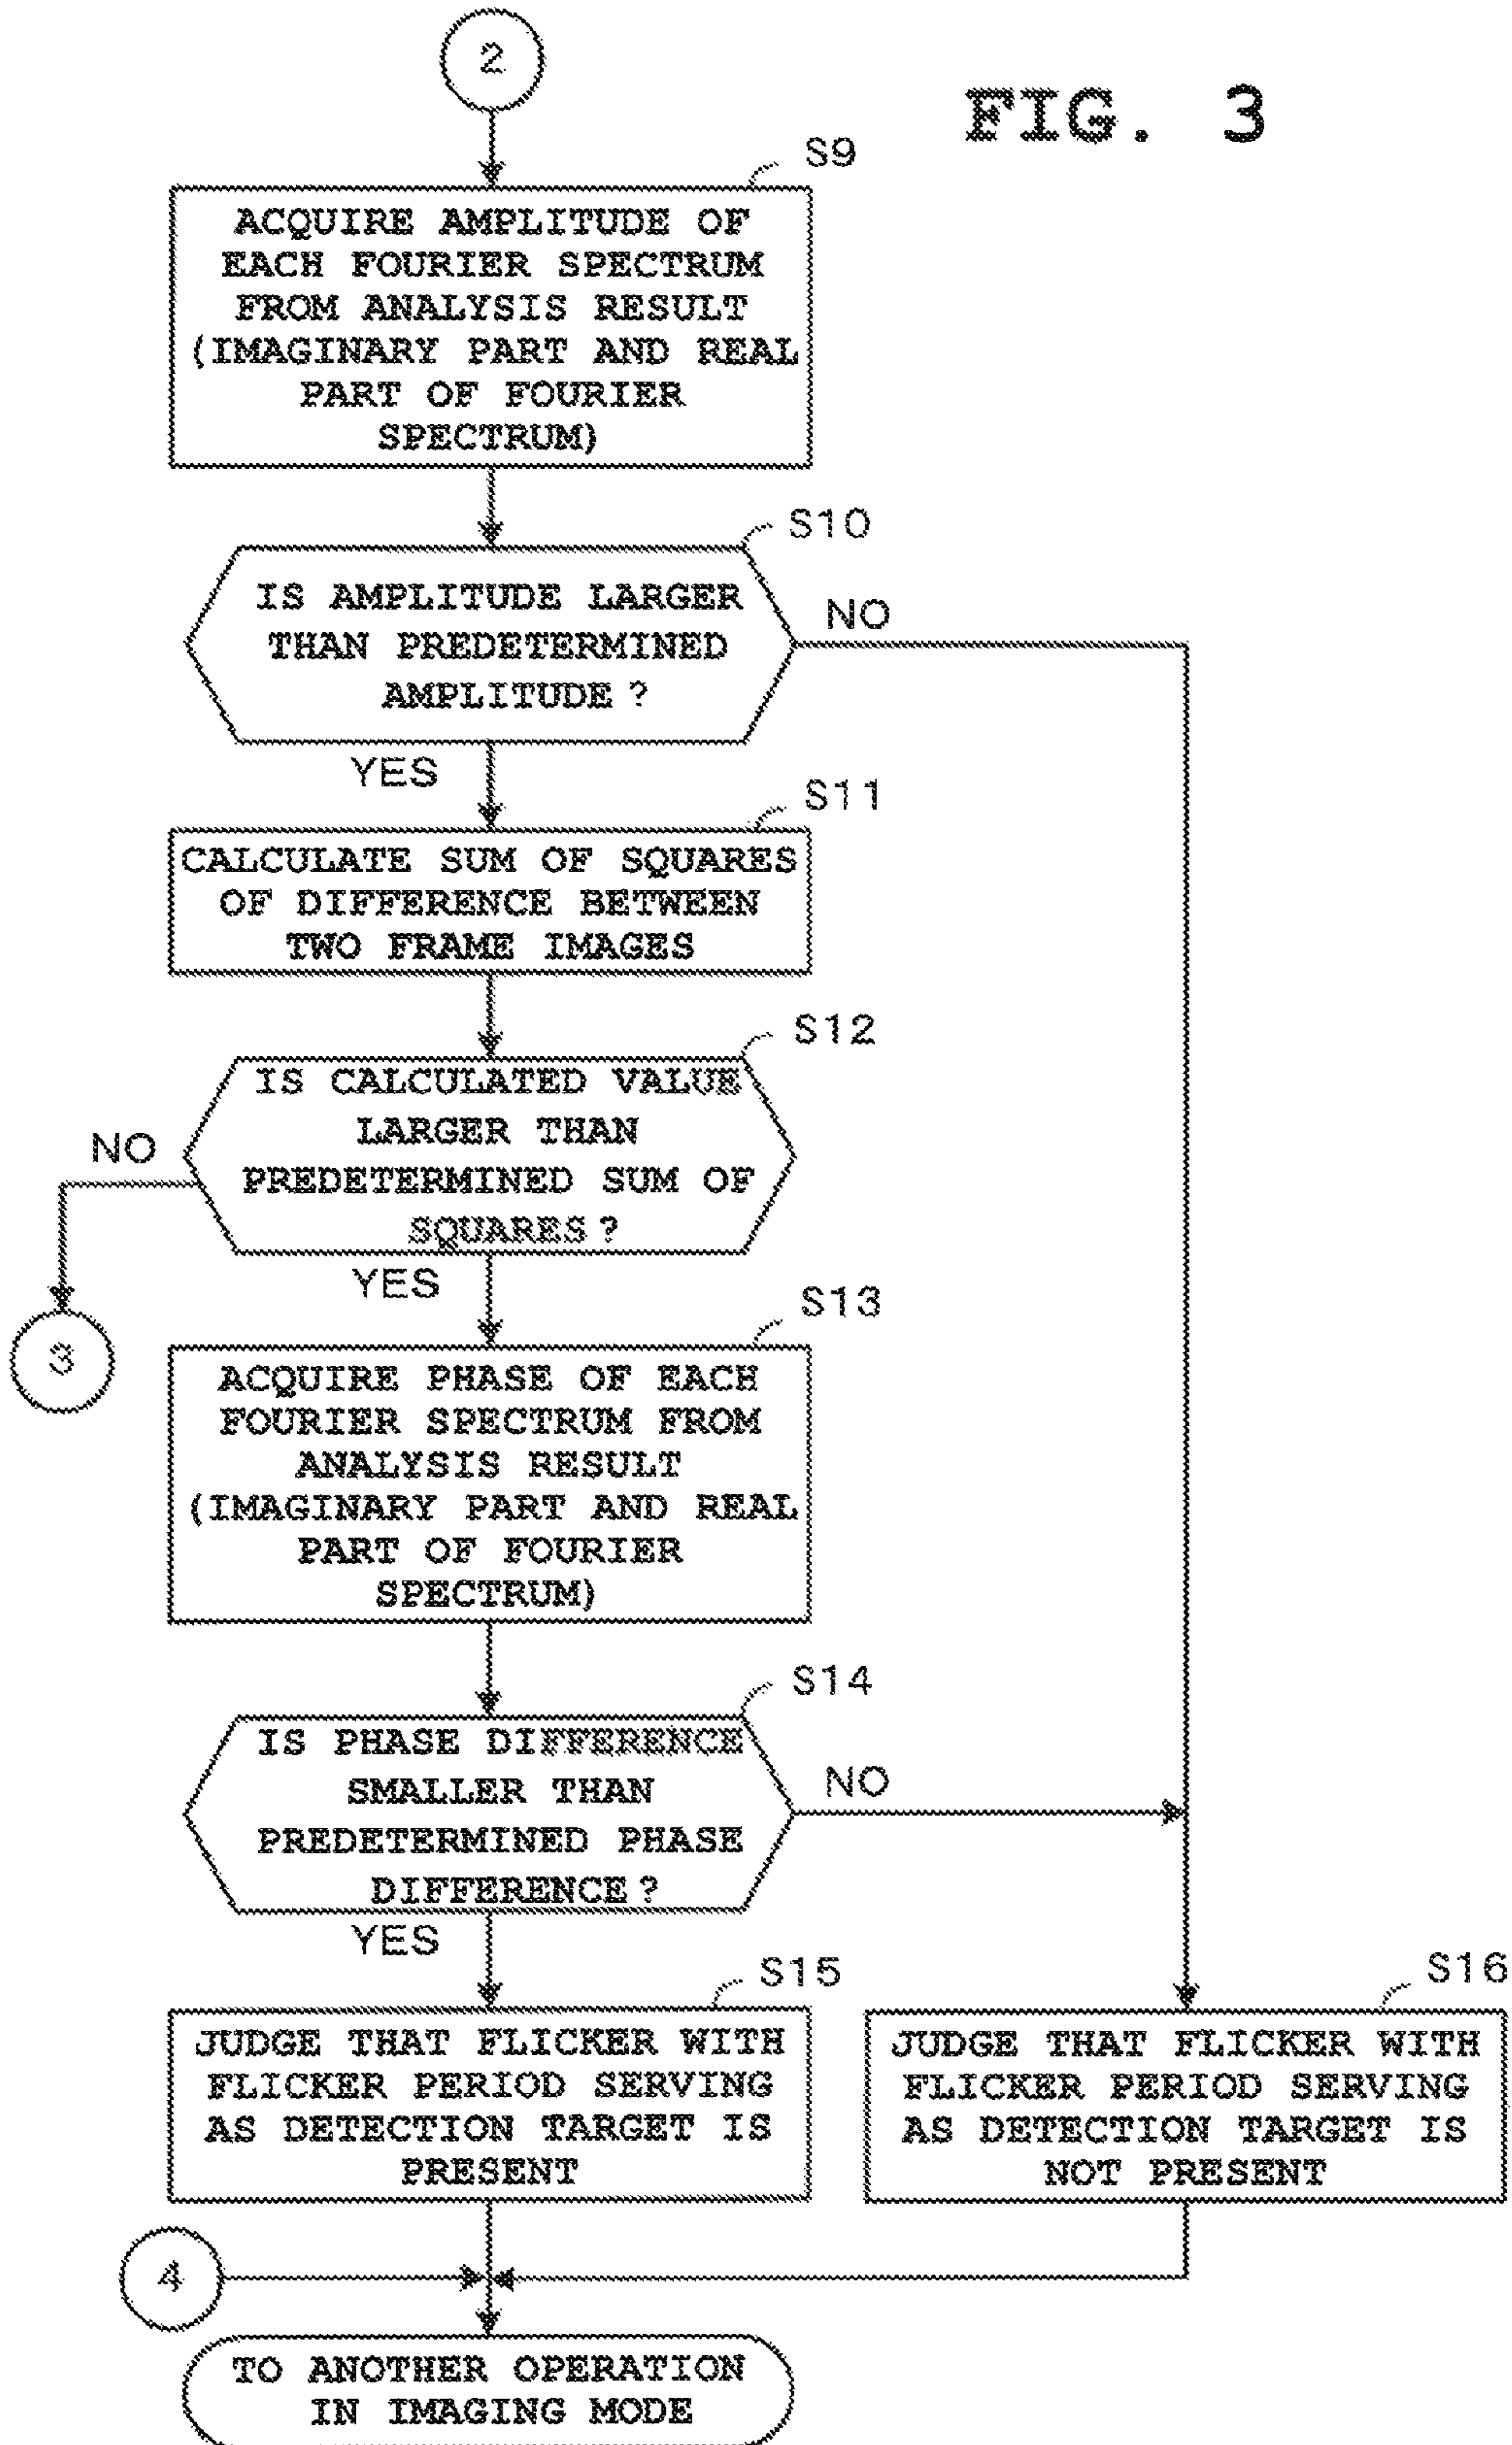 2
FIG. 3
S9
ACQUIRE AMPLITUDE OF
EACH FOURIER SPECTRUM
FROM ANALYSIS RESULT
(IMAGINARY PART AND REAL
PART OF FOURIER
SPECTRUM)
S10
IS AMPLITUDE LARGER
THAN PREDETERMINED
AMPLITUDE?
NO
YES
S11
CALCULATE SUM OF SQUARES
OF DIFFERENCE BETWEEN
TWO FRAME IMAGES
S12
IS CALCULATED VALUE
LARGER THAN
PREDETERMINED SUM OF
SQUARES?
NO
YES
3
S13
ACQUIRE PHASE OF EACH
FOURIER SPECTRUM FROM
ANALYSIS RESULT
(IMAGINARY PART AND REAL
PART OF FOURIER
SPECTRUM)
S14
IS PHASE DIFFERENCE
SMALLER THAN
PREDETERMINED PHASE
DIFFERENCE?
NO
YES
S15
JUDGE THAT FLICKER WITH
FLICKER PERIOD SERVING
AS DETECTION TARGET IS
PRESENT
S16
JUDGE THAT FLICKER WITH
FLICKER PERIOD SERVING
AS DETECTION TARGET IS
NOT PRESENT
4
TO ANOTHER OPERATION
IN IMAGING MODE